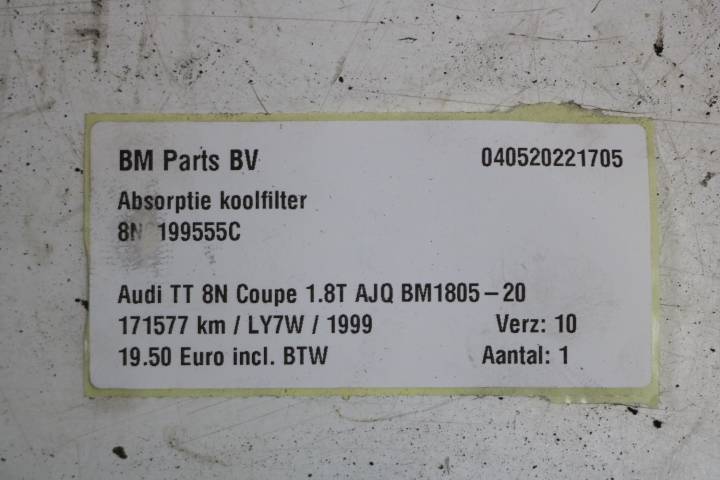 BM Parts BV 040520221705
Absorptie koolfilter
199555C
Audi TT 8N Coupe 1.8T AJQ BM1805-20
171577 km / LY7W / 1999 Verz: 10
19.50 Euro incl. BTW Aantal: 1